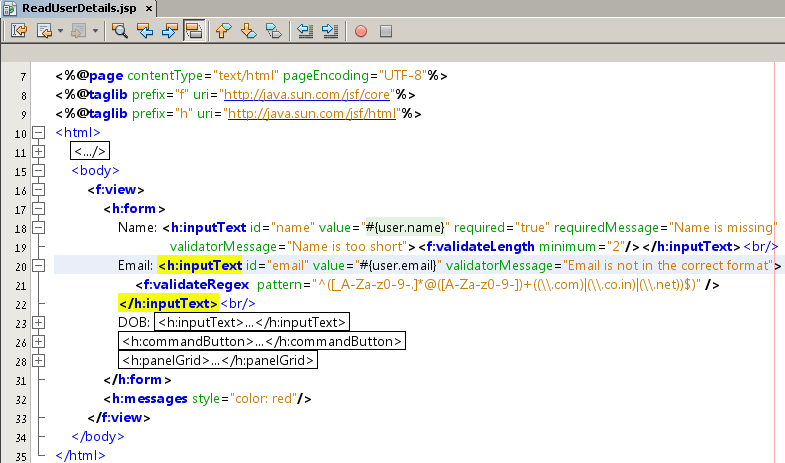 ReadUserDetails.jsp ×
7 <%@page contentType="text/html" pageEncoding="UTF-8"%>
8 <%@taglib prefix="f" uri="http://java.sun.com/jsf/core"%>
9 <%@taglib prefix="h" uri="http://java.sun.com/jsf/html"%>
10 <html>
11 <.../>
15 <body>
16 <f:view>
17 <h:form>
18 Name: <h:inputText id="name" value="#{user.name}" required="true" requiredMessage="Name is missing"
19 validatorMessage="Name is too short"><f:validateLength minimum="2"/></h:inputText><br/>
20 Email: <h:inputText id="email" value="#{user.email}" validatorMessage="Email is not in the correct format">
21 <f:validateRegex pattern="^([_A-Za-z0-9-.]*@([A-Za-z0-9-])+((\\.com)|(\\.co.in)|(\\.net))$)" />
22 </h:inputText><br/>
23 DOB: <h:inputText>...</h:inputText>
26 <h:commandButton>...</h:commandButton>
28 <h:panelGrid>...</h:panelGrid>
31 </h:form>
32 <h:messages style="color: red"/>
33 </f:view>
34 </body>
35 </html>